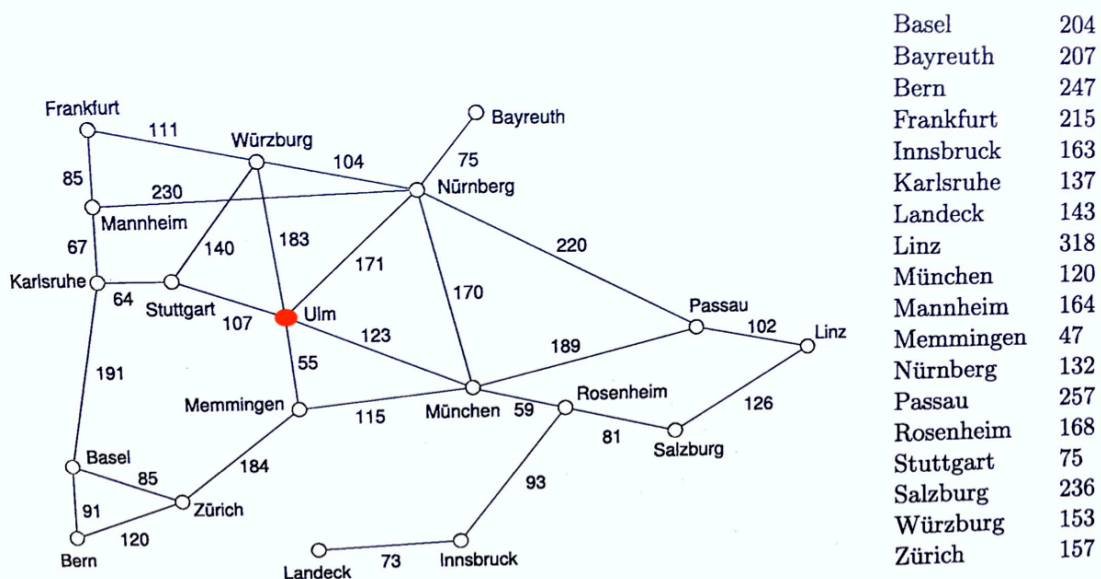 Frankfurt
111
Würzburg
Bayreuth
104
75
85
230
Nürnberg
Mannheim
67
140
183
171
220
Karlsruhe
64
Stuttgart
107
Ulm
170
Passau
102
Linz
123
189
55
191
Memmingen
115
München
59
Rosenheim
126
81
Salzburg
Basel
85
184
93
91
Zürich
120
Bern
73
Innsbruck
Landeck
Basel 204
Bayreuth 207
Bern 247
Frankfurt 215
Innsbruck 163
Karlsruhe 137
Landeck 143
Linz 318
München 120
Mannheim 164
Memmingen 47
Nürnberg 132
Passau 257
Rosenheim 168
Stuttgart 75
Salzburg 236
Würzburg 153
Zürich 157